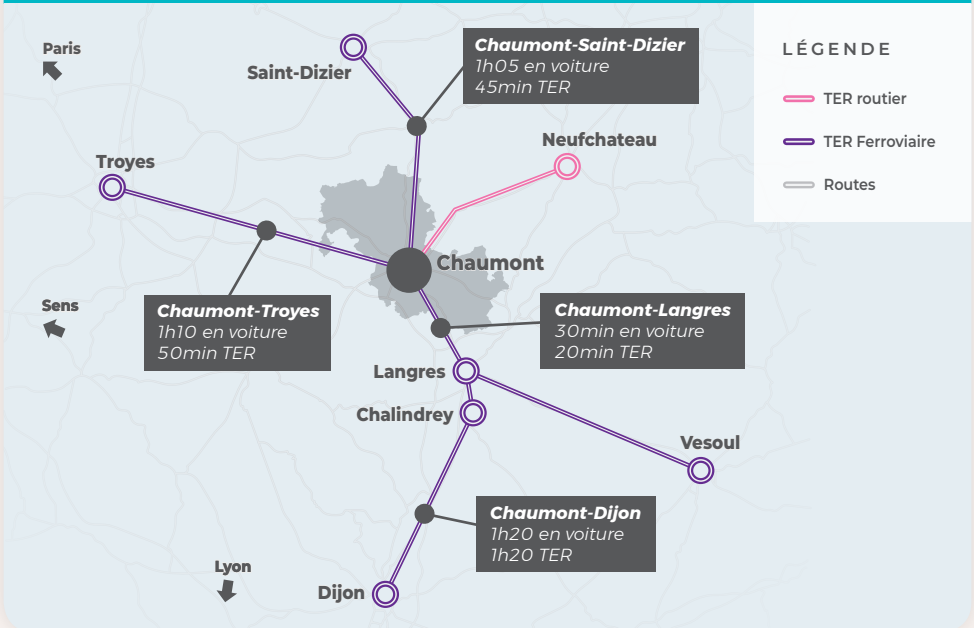 Paris
Saint-Dizier
Chaumont-Saint-Dizier
1h05 en voiture
45min TER
LÉGENDE
TER routier
TER Ferroviaire
Routes
Neufchateau
Troyes
Chaumont
Sens
Chaumont-Troyes
1h10 en voiture
50min TER
Chaumont-Langres
30min en voiture
20min TER
Langres
Chalindrey
Vesoul
Chaumont-Dijon
1h20 en voiture
1h20 TER
Lyon
Dijon